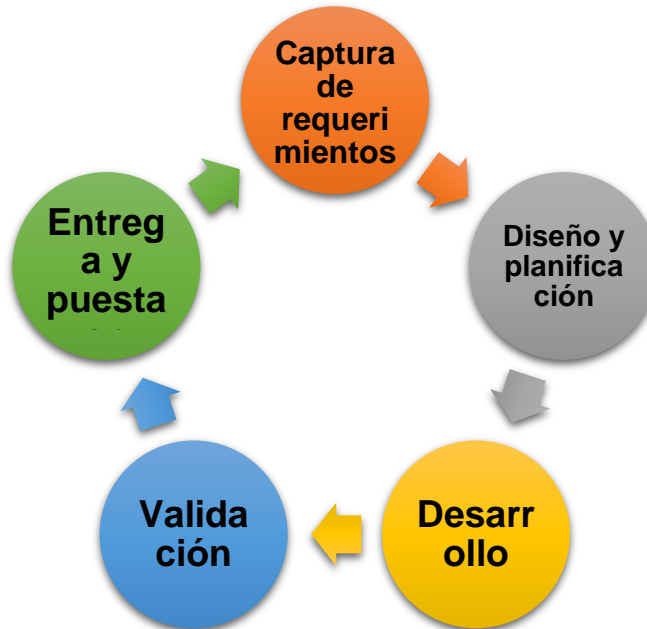 Captura
de
requeri
mientos
Diseño y
planifica
ción
Desarr
ollo
Valida
ción
Entreg
a y
puesta